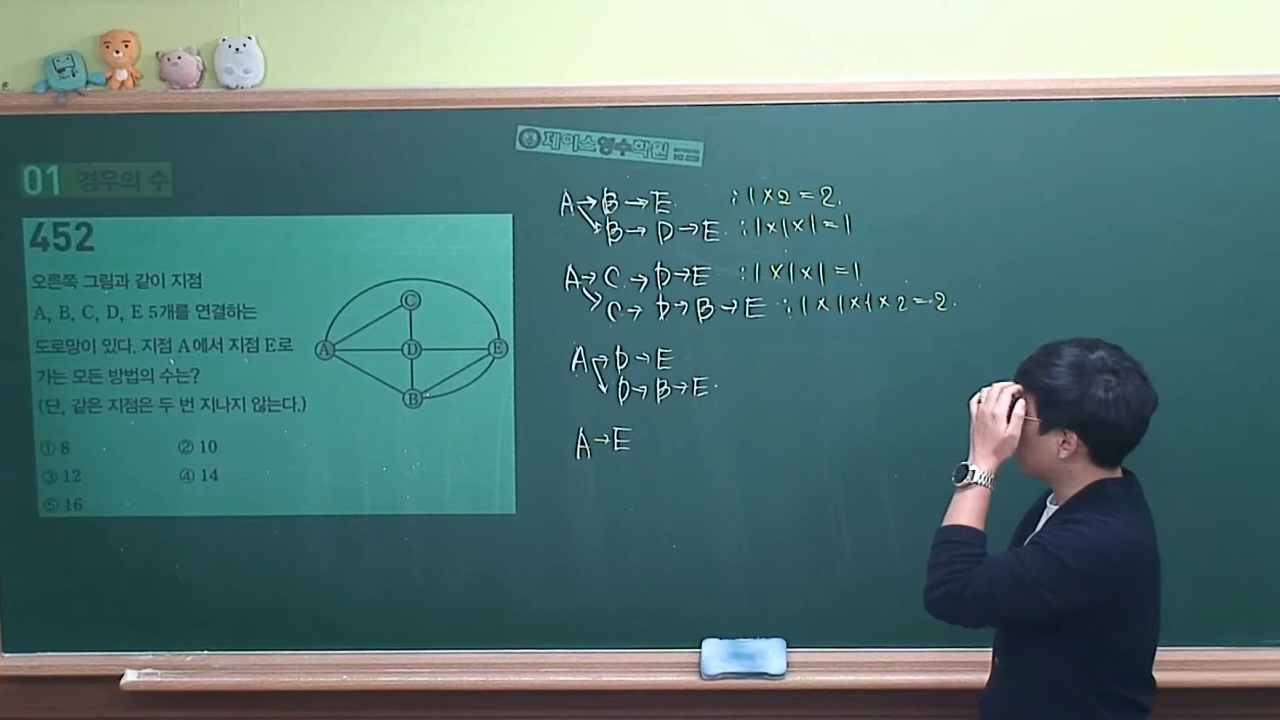 제이스영수학원
01 경우의 수
452
오른쪽 그림과 같이 지점
A, B, C, D, E 5개를 연결하는
도로망이 있다. 지점 A에서 지점 E로
가는 모든 방법의 수는?
(단, 같은 지점은 두 번 지나지 않는다.)
① 8 ② 10
③ 12 ④ 14
⑤ 16
C
A D E
B
A→B→E. : 1×2=2.
B→D→E. : 1×1×1=1
A→C→D→E : 1×1×1=1
C→D→B→E : 1×1×1×2=2.
A→D→E
D→B→E.
A→E